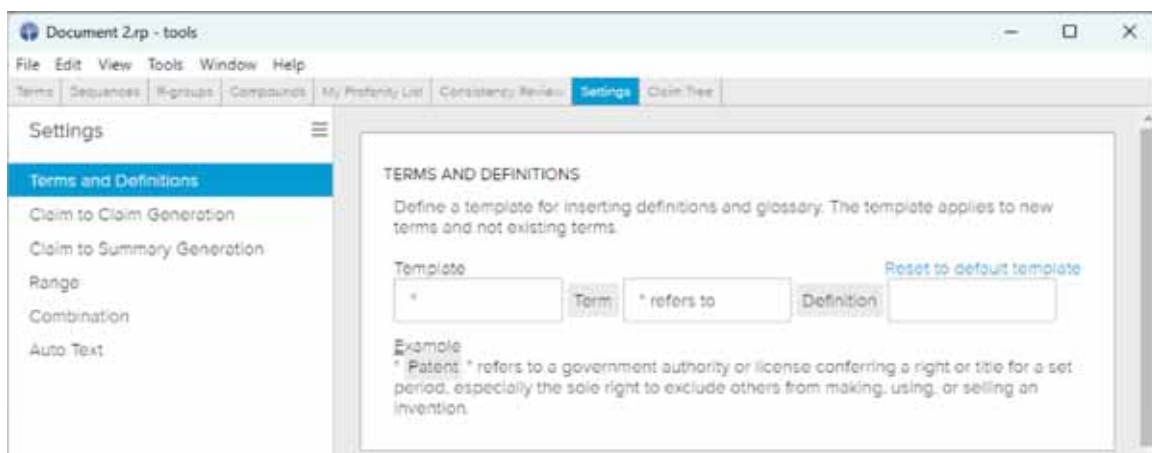 Document 2.rp - tools
File Edit View Tools Window Help
Terms Sequences R-groups Compounds My Profanity List Consistency Review Settings Claim Tree
Settings
Terms and Definitions
Claim to Claim Generation
Claim to Summary Generation
Range
Combination
Auto Text
TERMS AND DEFINITIONS
Define a template for inserting definitions and glossary. The template applies to new
terms and not existing terms.
Template Reset to default template
" Term " refers to Definition
Example
" Patent " refers to a government authority or license conferring a right or title for a set
period, especially the sole right to exclude others from making, using, or selling an
invention.